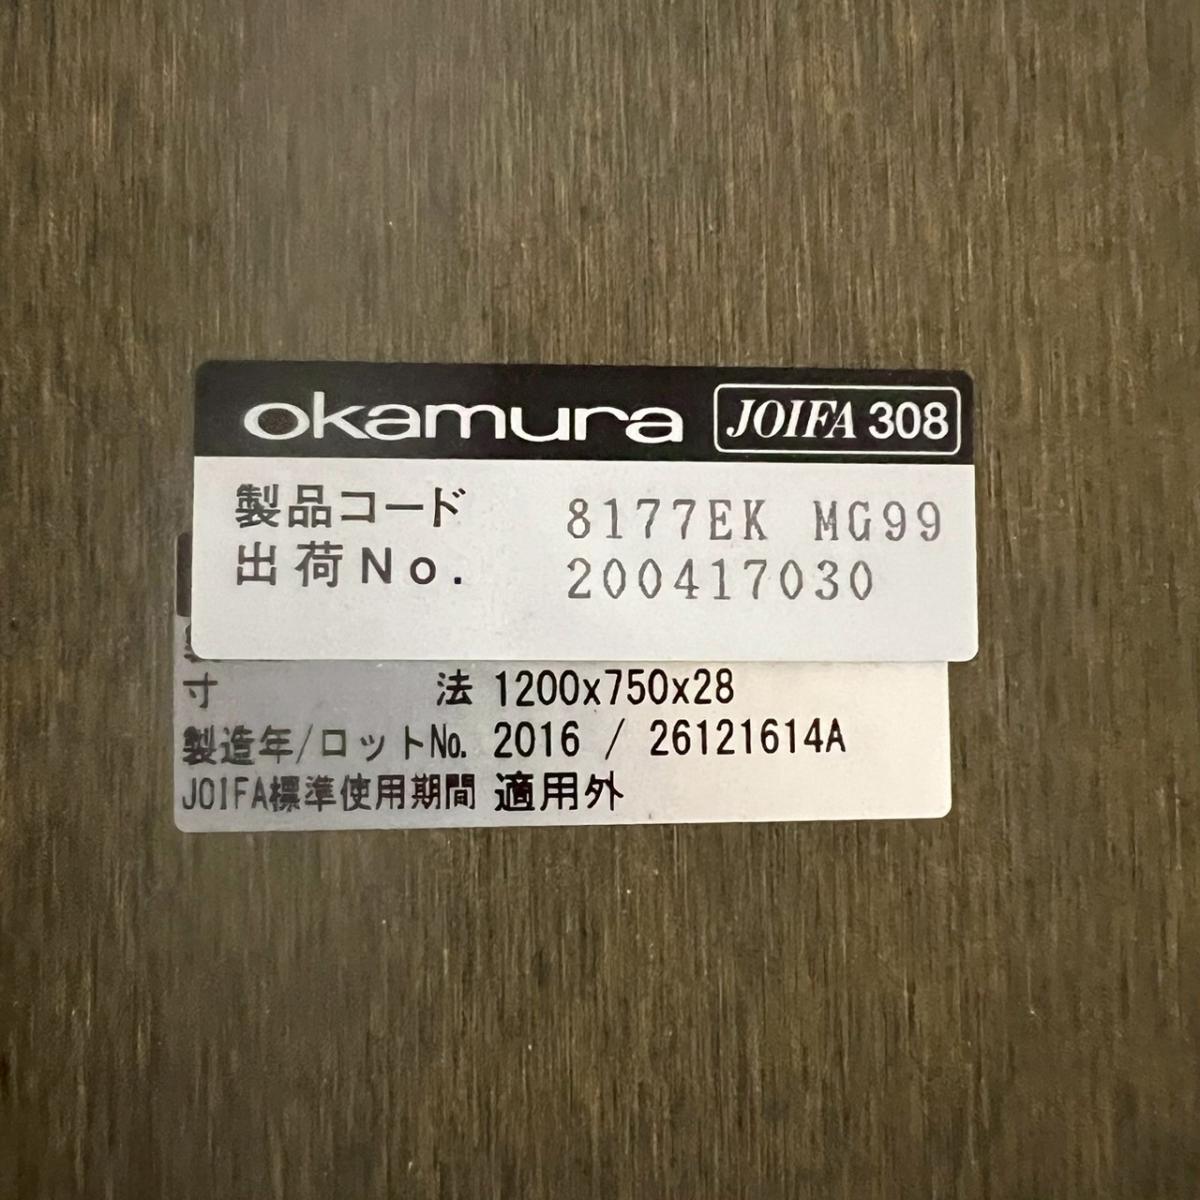 okamura JOIFA 308
製品コード 8177EK MG99
出荷No. 200417030
寸 法 1200x750x28
製造年/ロットNo. 2016 / 26121614A
JOIFA標準使用期間 適用外